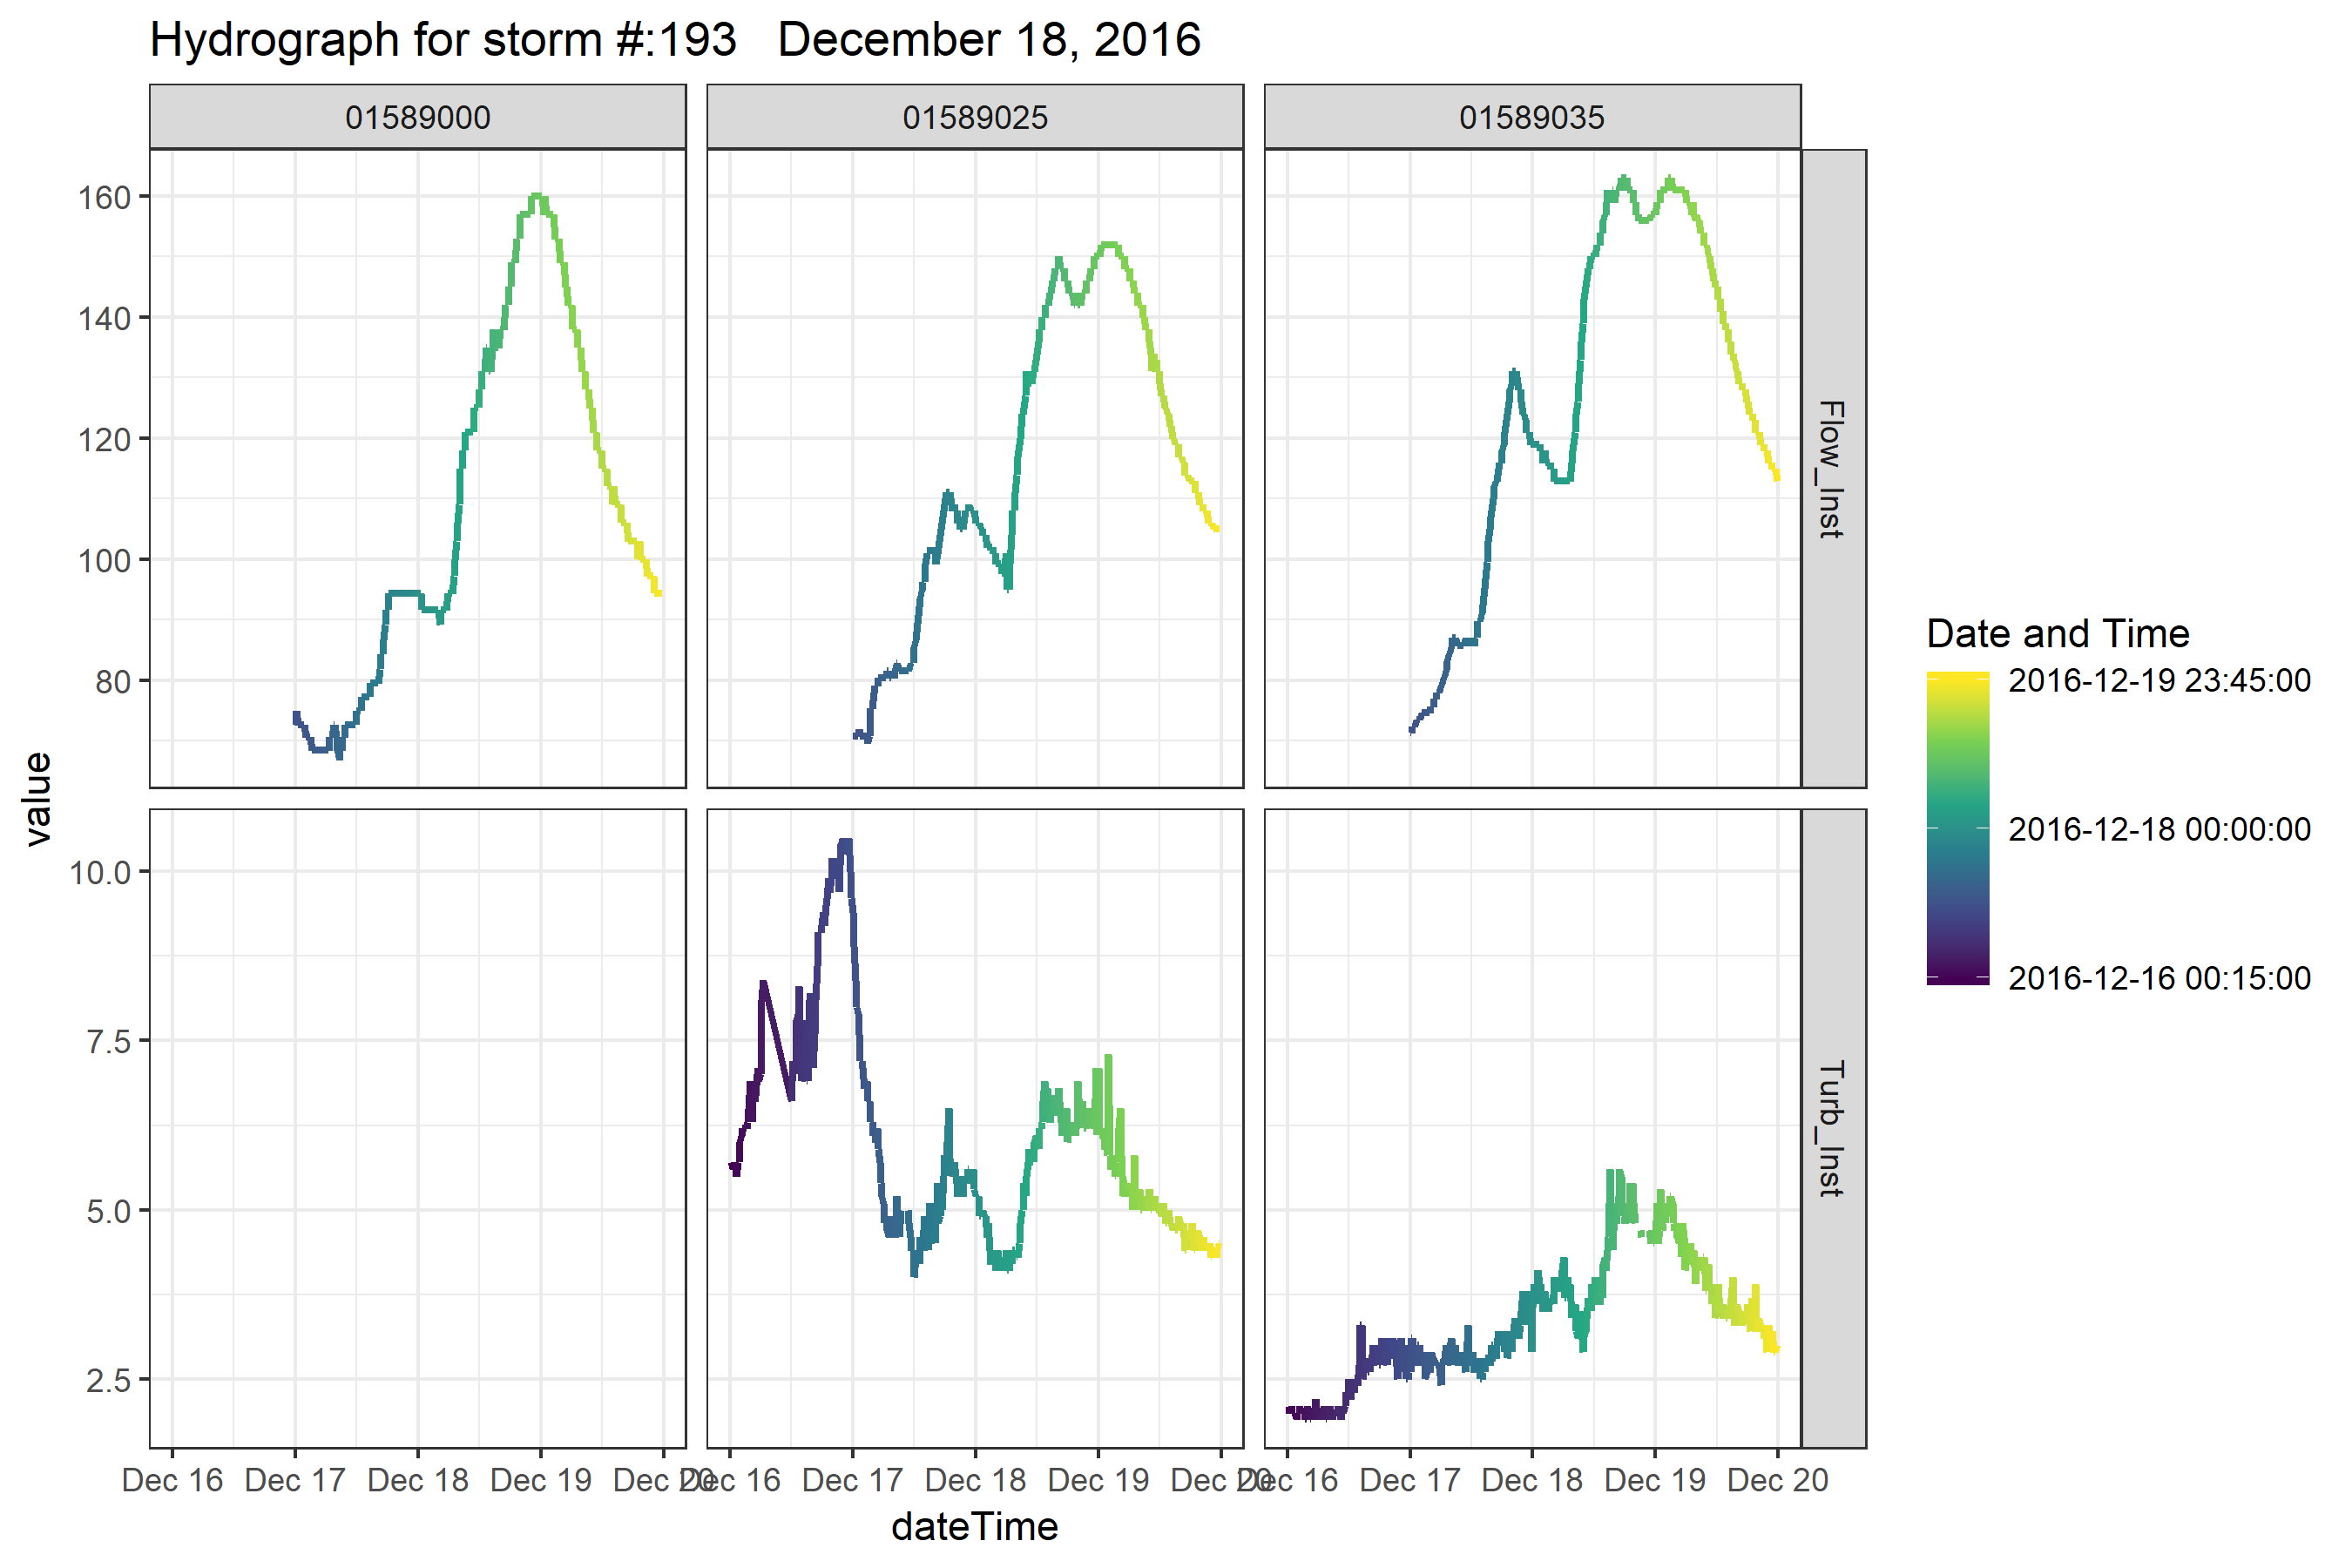 Hydrograph for storm #:193   December 18, 2016
01589000
01589025
01589035
160
140
120
100
80
Flow_Inst
value
10.0
7.5
5.0
2.5
Turb_Inst
Dec 16 Dec 17 Dec 18 Dec 19 Dec 20
Dec 16 Dec 17 Dec 18 Dec 19 Dec 20
Dec 16 Dec 17 Dec 18 Dec 19 Dec 20
dateTime
Date and Time
2016-12-19 23:45:00
2016-12-18 00:00:00
2016-12-16 00:15:00